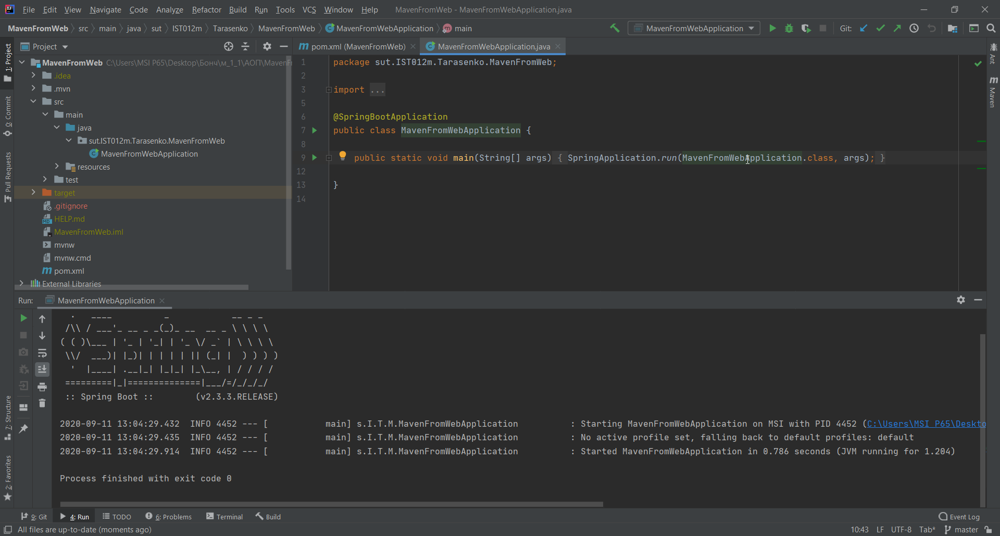 File Edit View Navigate Code Analyze Refactor Build Run Tools VCS Window Help MavenFromWeb - MavenFromWebApplication.java
MavenFromWeb src main java sut IST012m Tarasenko MavenFromWeb MavenFromWebApplication main MavenFromWebApplication Git:
1: Project
0: Commit
Pull Requests
7: Structure
2: Favorites
Project
MavenFromWeb C:\Users\MSI P65\Desktop\Бонч\м_1_1\АОП\MavenF
.idea
.mvn
src
main
java
sut.IST012m.Tarasenko.MavenFromWeb
MavenFromWebApplication
resources
test
target
.gitignore
HELP.md
MavenFromWeb.iml
mvnw
mvnw.cmd
pom.xml
External Libraries
pom.xml (MavenFromWeb) MavenFromWebApplication.java
1 package sut.IST012m.Tarasenko.MavenFromWeb;
2
3 import ...
5
6 @SpringBootApplication
7 public class MavenFromWebApplication {
8
9 public static void main(String[] args) { SpringApplication.run(MavenFromWebApplication.class, args); }
12
13 }
14
Ant
Maven
Run: MavenFromWebApplication
  .   ____          _            __ _ _
 /\\ / ___'_ __ _ _(_)_ __  __ _ \ \ \ \
( ( )\___ | '_ | '_| | '_ \/ _` | \ \ \ \
 \\/  ___)| |_)| | | | | || (_| |  ) ) ) )
  '  |____| .__|_| |_|_| |_\__, | / / / /
 =========|_|==============|___/=/_/_/_/
 :: Spring Boot ::        (v2.3.3.RELEASE)
2020-09-11 13:04:29.432  INFO 4452 --- [           main] s.I.T.M.MavenFromWebApplication          : Starting MavenFromWebApplication on MSI with PID 4452 (C:\Users\MSI P65\Deskto
2020-09-11 13:04:29.435  INFO 4452 --- [           main] s.I.T.M.MavenFromWebApplication          : No active profile set, falling back to default profiles: default
2020-09-11 13:04:29.914  INFO 4452 --- [           main] s.I.T.M.MavenFromWebApplication          : Started MavenFromWebApplication in 0.786 seconds (JVM running for 1.204)
Process finished with exit code 0
9: Git 4: Run TODO 6: Problems Terminal Build Event Log
All files are up-to-date (moments ago) 10:43 LF UTF-8 Tab* master